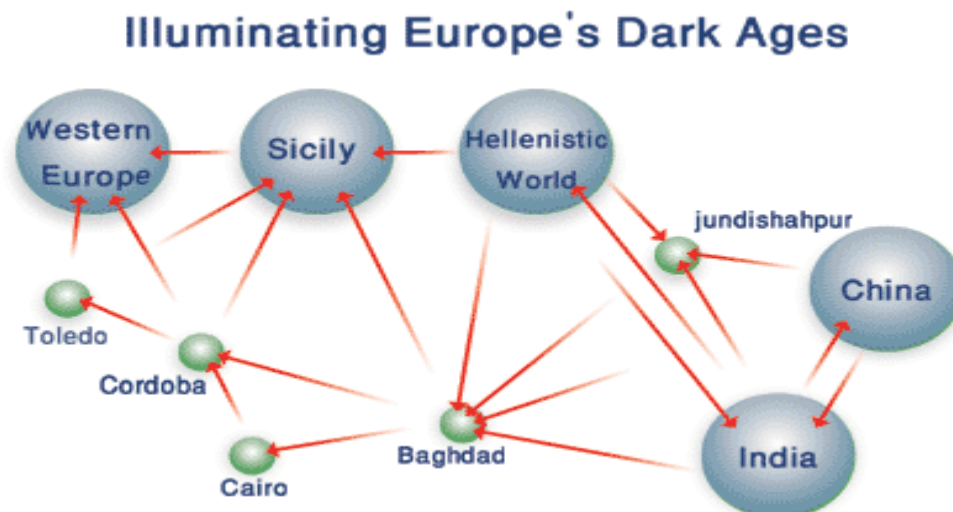 Illuminating Europe's Dark Ages
Western
Europe
Sicily
Hellenistic
World
jundishahpur
China
Toledo
Cordoba
Baghdad
India
Cairo